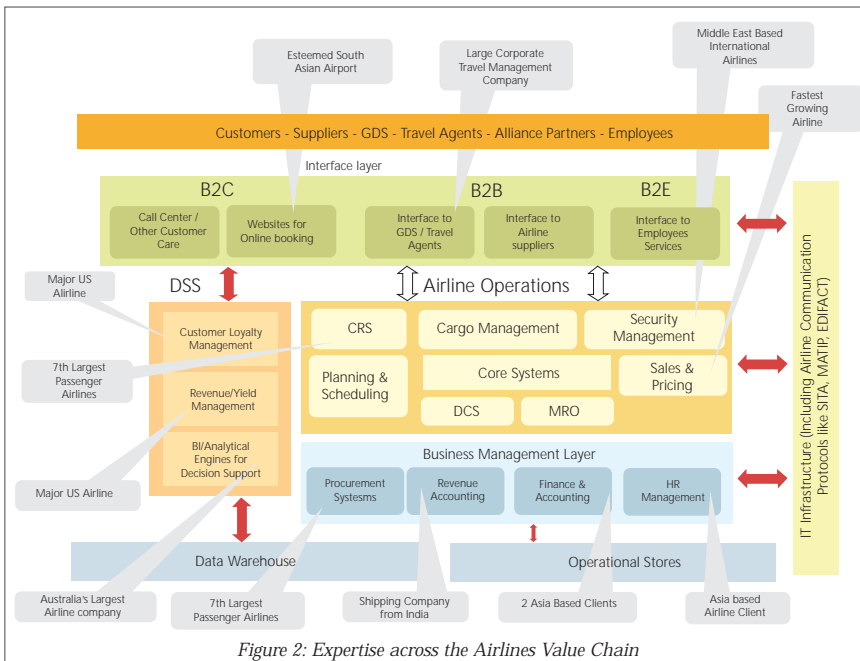 Middle East Based
International
Airlines
Esteemed South
Asian Airport
Large Corporate
Travel Management
Company
Fastest
Growing
Airline
Customers - Suppliers - GDS - Travel Agents - Alliance Partners - Employees
Interface layer
B2C
B2B
B2E
Call Center /
Other Customer
Care
Websites for
Online booking
Interface to
GDS / Travel
Agents
Interface to
Airline
suppliers
Interface to
Employees
Services
IT Infrastructure (Including Airline Communication
Protocols like SITA, MATIP, EDIFACT)
Major US
Alirline
DSS
Airline Operations
Customer Loyalty
Management
CRS
Cargo Management
Security
Management
7th Largest
Passenger
Airlines
Planning &
Scheduling
Core Systems
Sales &
Pricing
Revenue/Yield
Management
DCS
MRO
BI/Analytical
Engines for
Decision Support
Business Management Layer
Major US Airline
Procurement
Systesms
Revenue
Accounting
Finance &
Accounting
HR
Management
Data Warehouse
Operational Stores
Australia's Largest
Airline company
7th Largest
Passenger Airlines
Shipping Company
from India
2 Asia Based Clients
Asia based
Airline Client
Figure 2: Expertise across the Airlines Value Chain